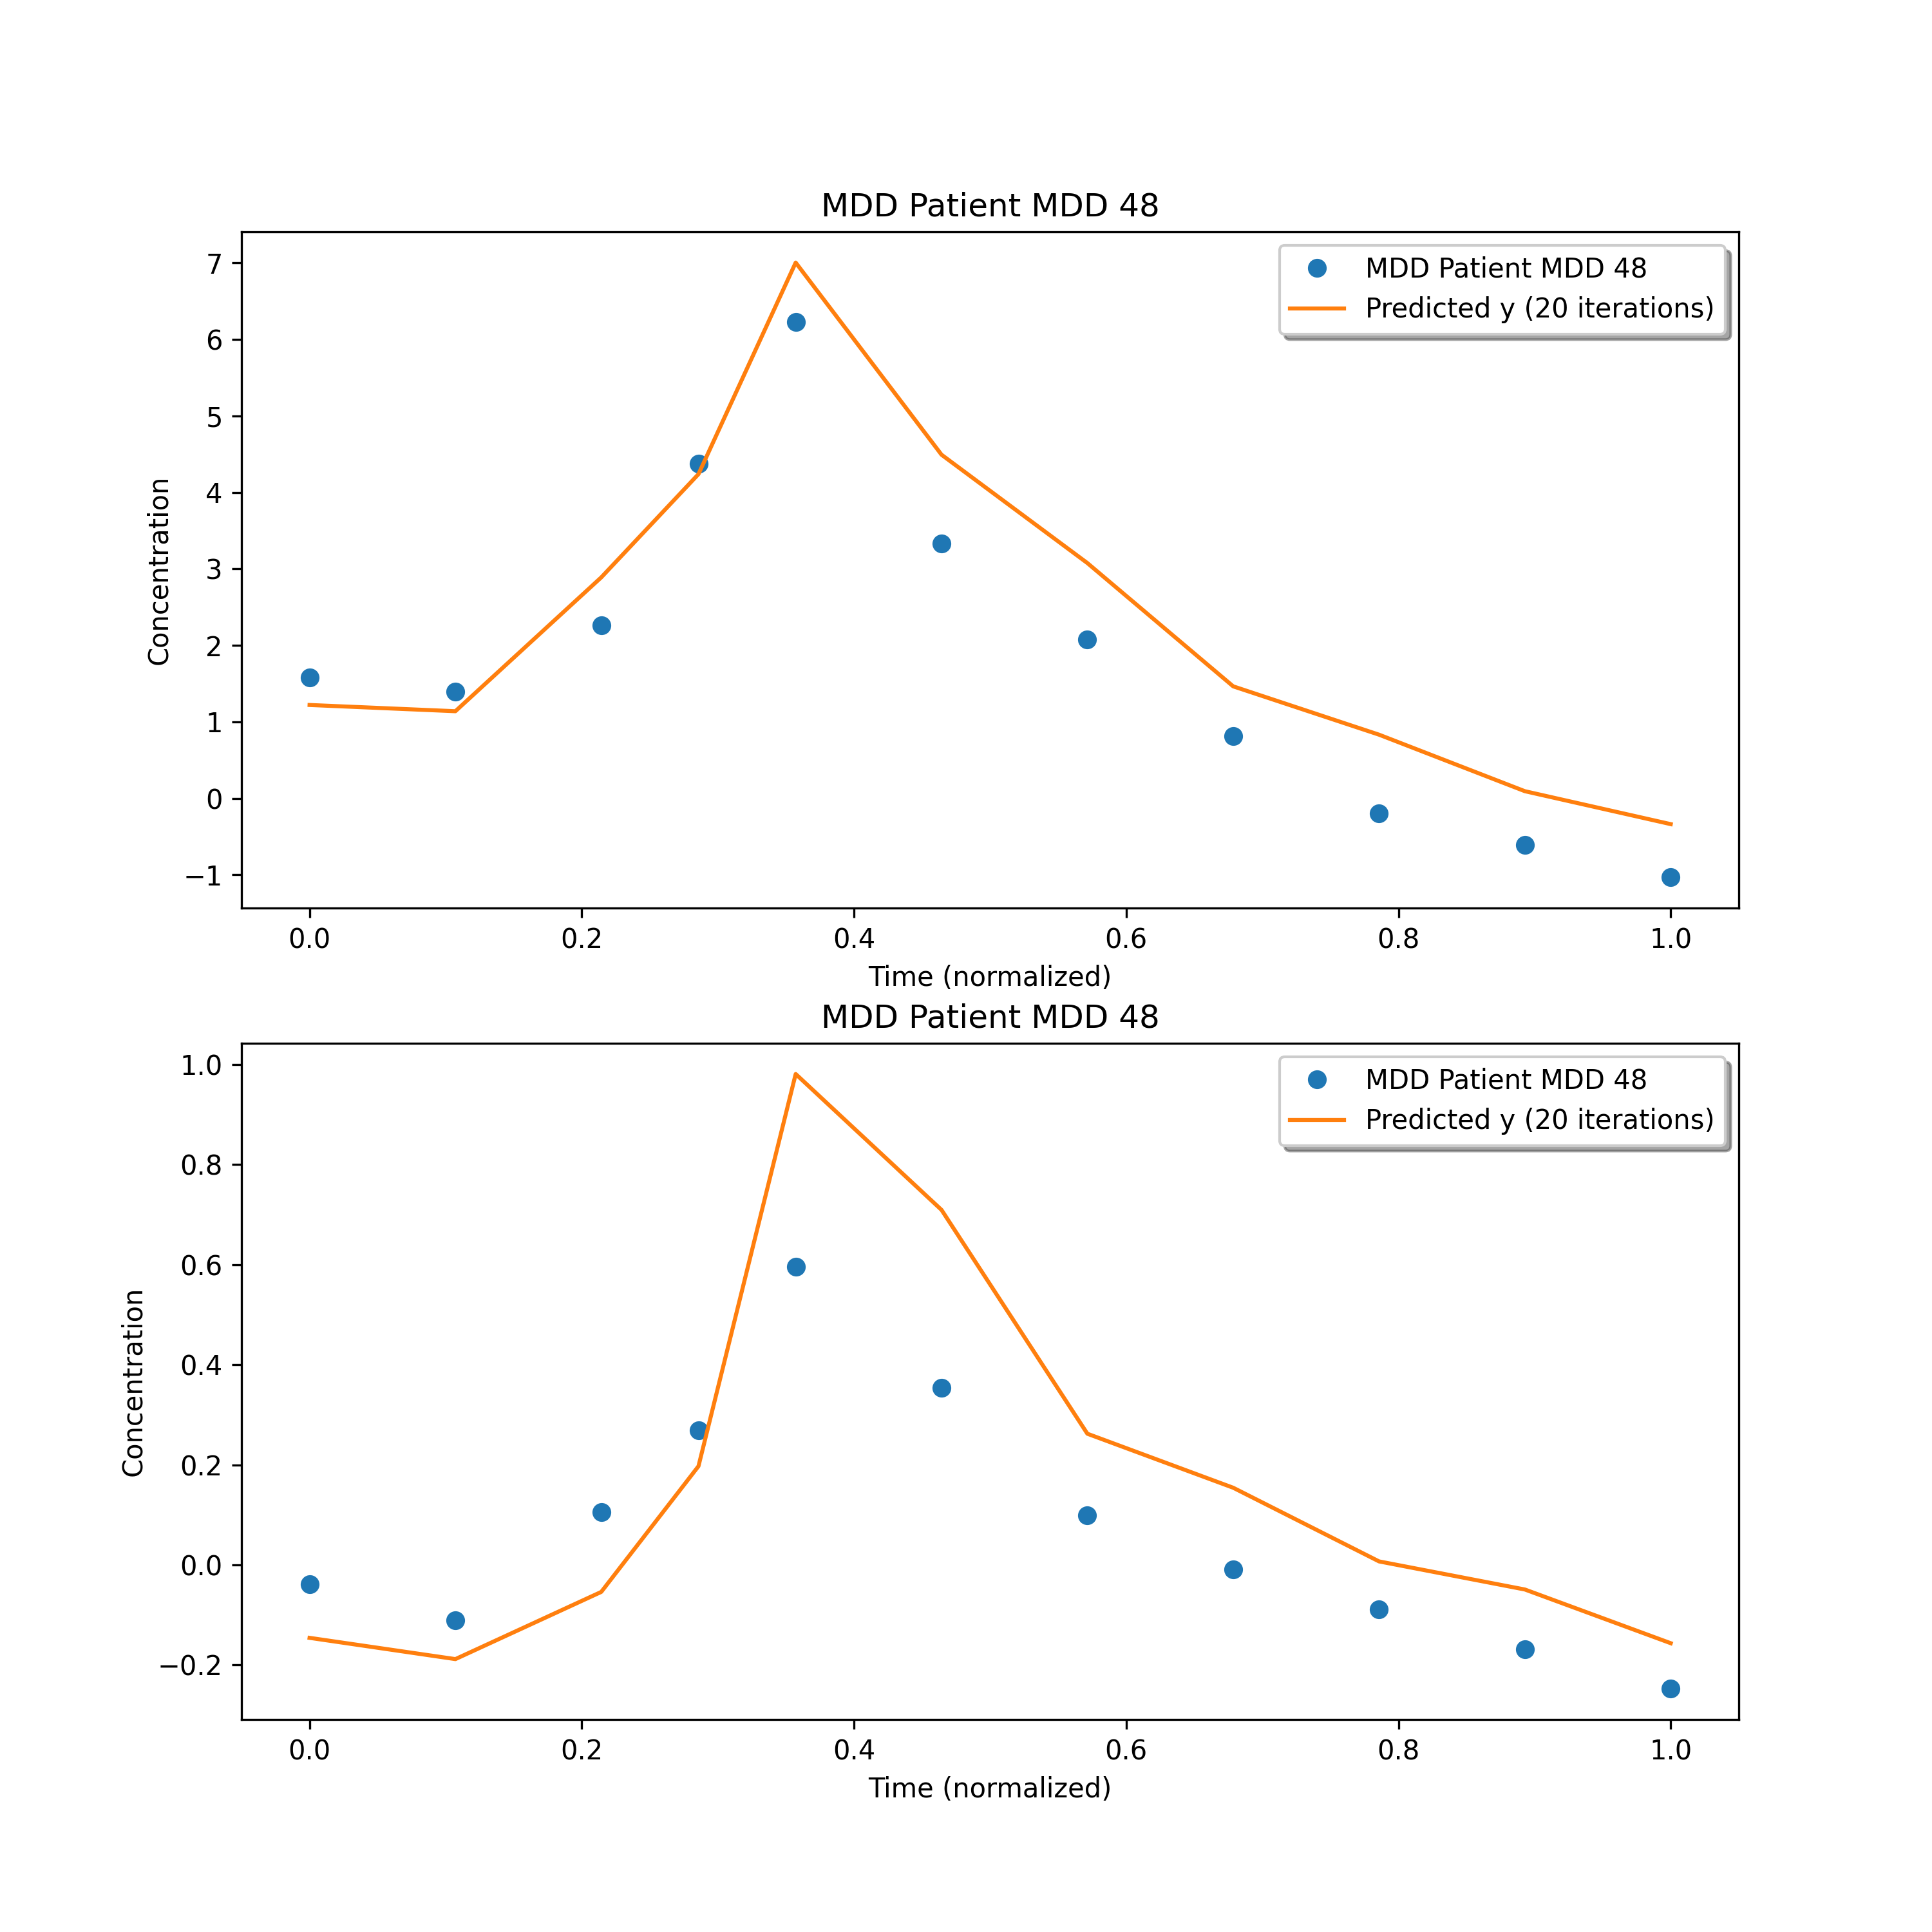 MDD Patient MDD 48
MDD Patient MDD 48
Predicted y (20 iterations)
7
6
5
4
3
2
1
0
−1
Concentration
0.0 0.2 0.4 0.6 0.8 1.0
Time (normalized)
MDD Patient MDD 48
MDD Patient MDD 48
Predicted y (20 iterations)
1.0
0.8
0.6
0.4
0.2
0.0
−0.2
Concentration
0.0 0.2 0.4 0.6 0.8 1.0
Time (normalized)